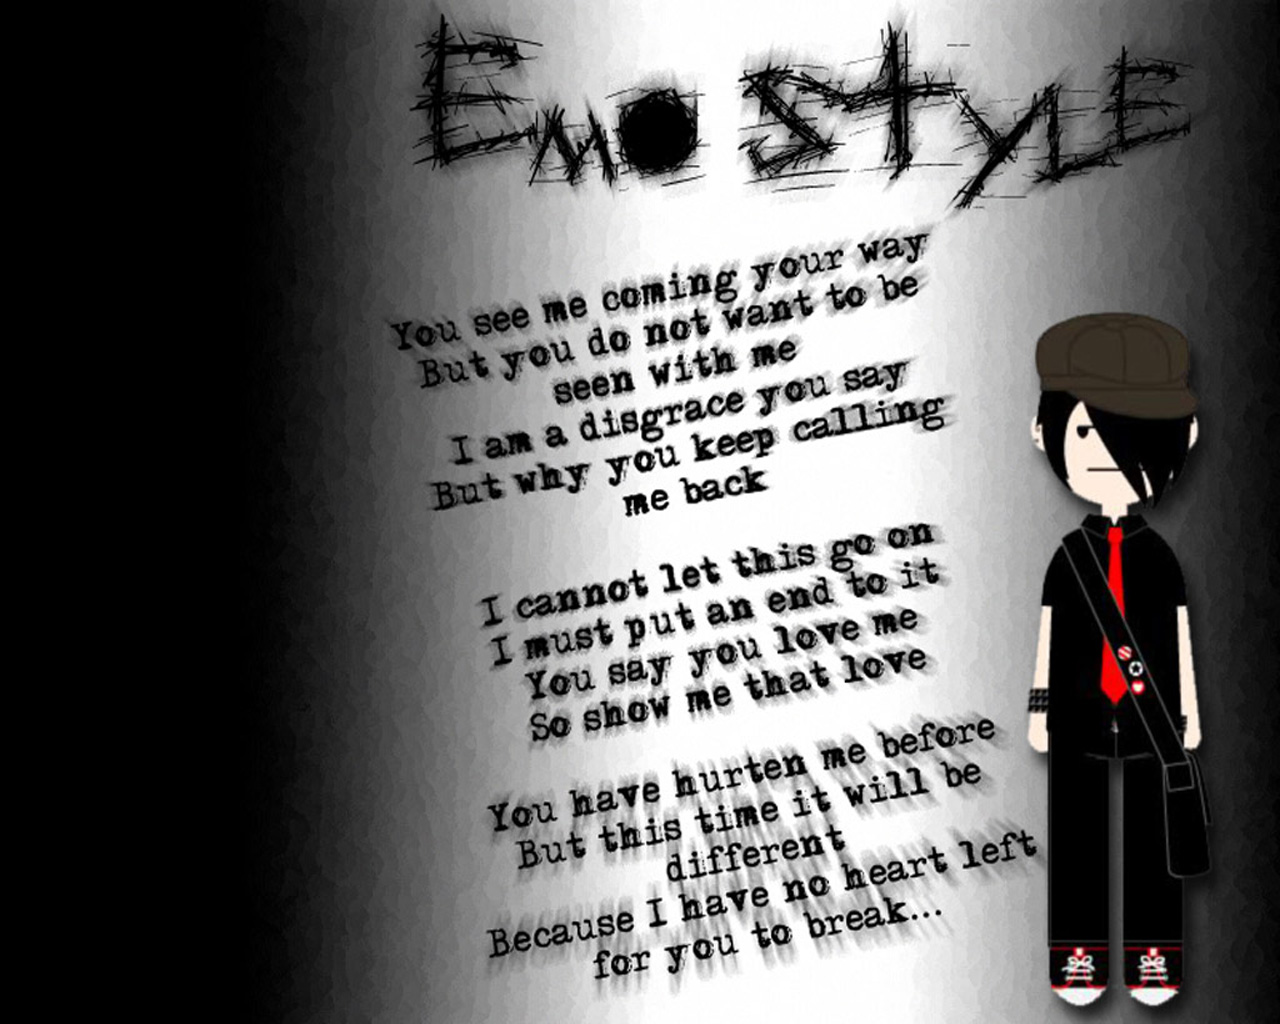 Emo Style
You see me coming your way
But you do not want to be
seen with me
I am a disgrace you say
But why you keep calling
me back
I cannot let this go on
I must put an end to it
You say you love me
So show me that love
You have hurten me before
But this time it will be
different
Because I have no heart left
for you to break...